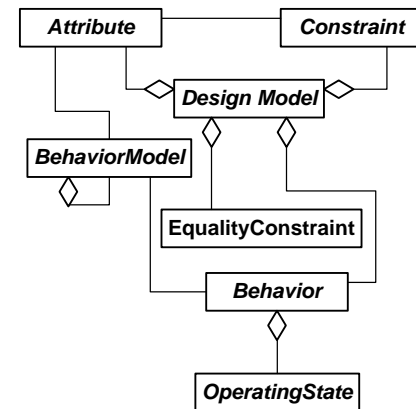 Attribute
Constraint
Design Model
BehaviorModel
EqualityConstraint
Behavior
OperatingState